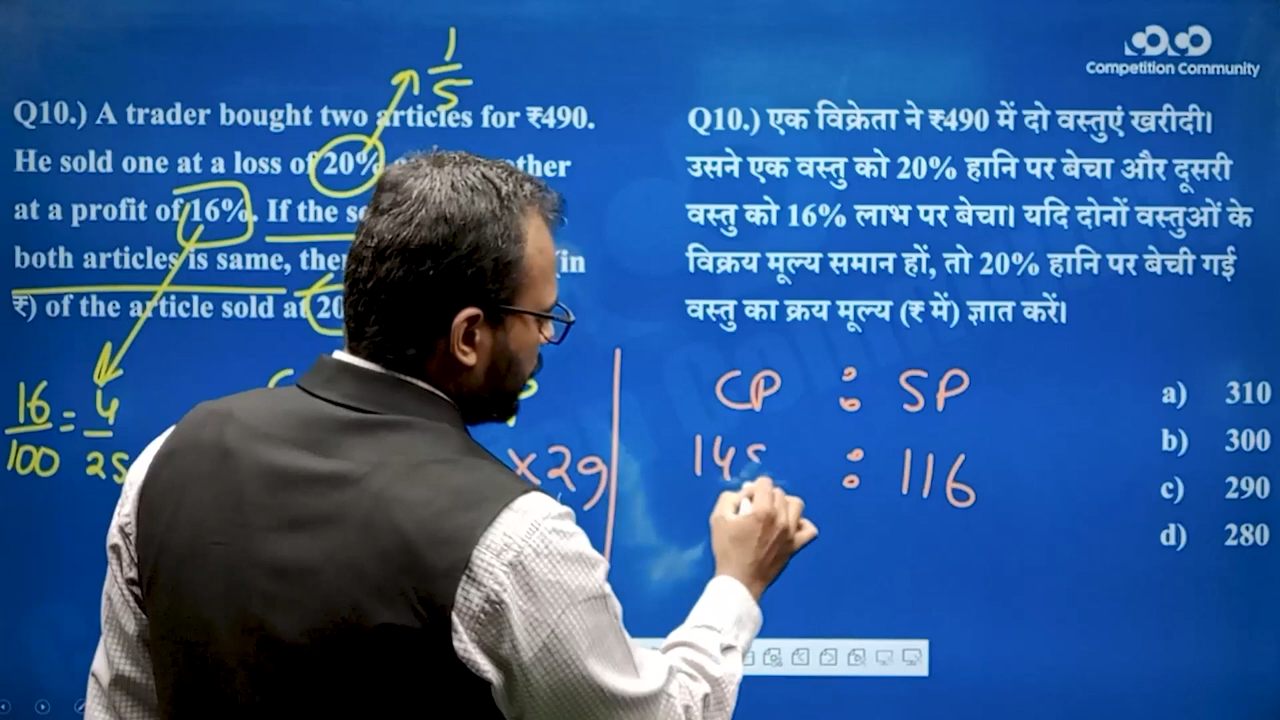 Competition Community
1
5
Q10.) A trader bought two articles for ₹490.
He sold one at a loss of 20%
at a profit of 16%. If the
both articles is same,
₹) of the article sold at
Q10.) एक विक्रेता ने ₹490 में दो वस्तुएं खरीदी।
उसने एक वस्तु को 20% हानि पर बेचा और दूसरी
वस्तु को 16% लाभ पर बेचा। यदि दोनों वस्तुओं के
विक्रय मूल्य समान हों, तो 20% हानि पर बेची गई
वस्तु का क्रय मूल्य (₹ में) ज्ञात करें।
16 = 4
100 25
×29
CP : SP
145 : 116
a) 310
b) 300
c) 290
d) 280